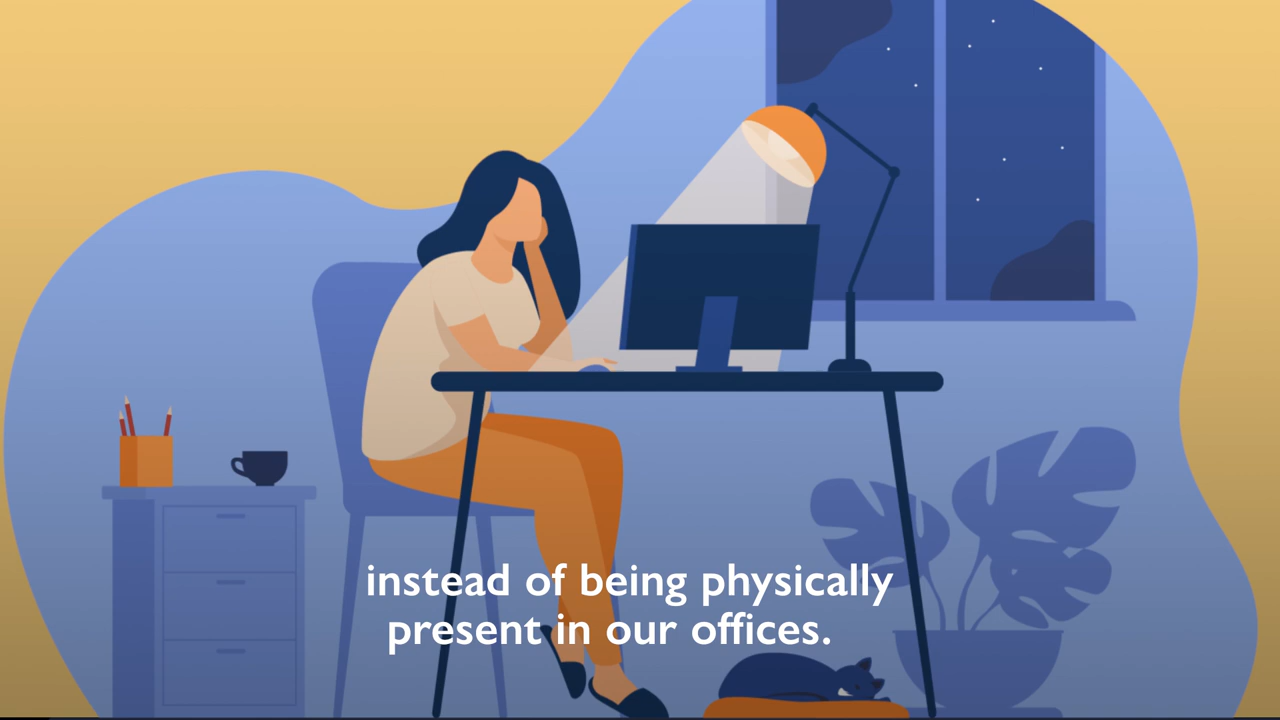 instead of being physically
present in our offices.